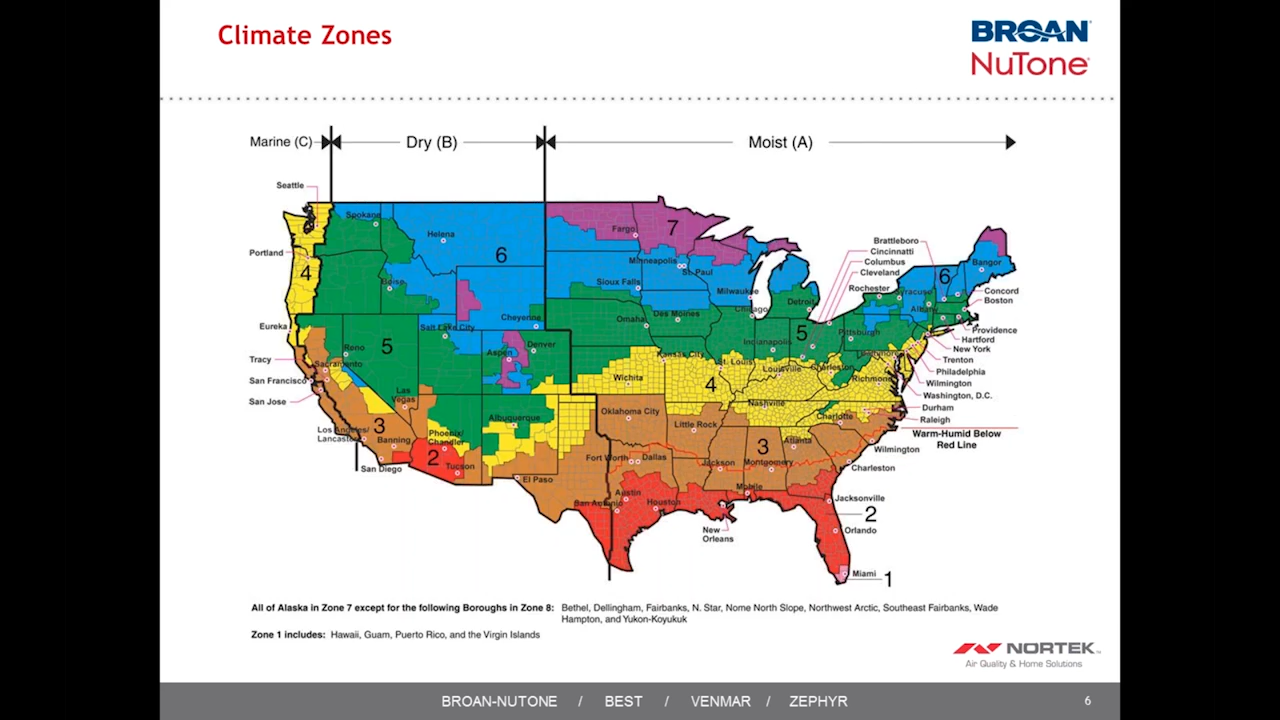 Climate Zones
BROAN
NuTone
Marine (C)
Dry (B)
Moist (A)
Seattle
Spokane
Portland
Helena
Fargo
7
Brattleboro
Cincinnatti
Columbus
Cleveland
Rochester
6
6
Bangor
4
Minneapolis
St. Paul
Boise
Sioux Falls
Milwaukee
Detroit
Syracuse
Albany
Concord
Boston
Eureka
Salt Lake City
Cheyenne
Omaha
Des Moines
Chicago
5
Pittsburgh
Providence
Hartford
New York
Trenton
Philadelphia
Wilmington
Washington, D.C.
Durham
Raleigh
Tracy
Reno
5
Aspen
Denver
Indianapolis
Kansas City
St. Louis
Sacramento
San Francisco
San Jose
Las
Vegas
Wichita
4
Louisville
Charleston
Richmond
Nashville
Los Angeles/
Lancaster
3
Banning
Phoenix/
Chandler
Albuquerque
Oklahoma City
Little Rock
Charlotte
Warm-Humid Below
Red Line
San Diego
2
Tucson
El Paso
Fort Worth
Dallas
Jackson
3
Montgomery
Atlanta
Wilmington
Charleston
San Antonio
Austin
Houston
Mobile
New
Orleans
Jacksonville
2
Orlando
Miami
1
All of Alaska in Zone 7 except for the following Boroughs in Zone 8: Bethel, Dellingham, Fairbanks, N. Star, Nome North Slope, Northwest Arctic, Southeast Fairbanks, Wade
Hampton, and Yukon-Koyukuk
Zone 1 includes: Hawaii, Guam, Puerto Rico, and the Virgin Islands
NORTEK
Air Quality & Home Solutions
BROAN-NUTONE / BEST / VENMAR / ZEPHYR
6